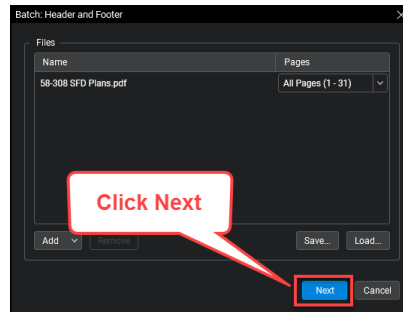 Batch: Header and Footer
Files
Name Pages
58-308 SFD Plans.pdf All Pages (1 - 31)
Click Next
Add Remove Save... Load...
Next Cancel